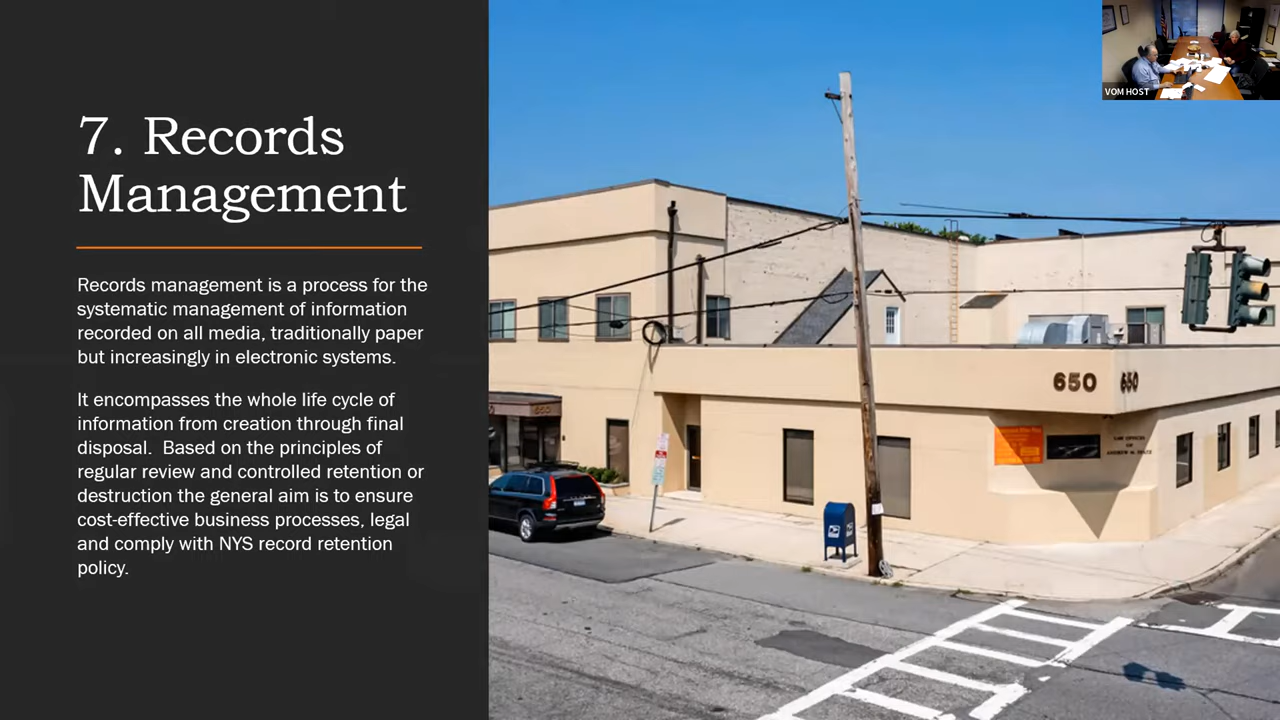 7. Records
Management
Records management is a process for the
systematic management of information
recorded on all media, traditionally paper
but increasingly in electronic systems.
It encompasses the whole life cycle of
information from creation through final
disposal.  Based on the principles of
regular review and controlled retention or
destruction the general aim is to ensure
cost-effective business processes, legal
and comply with NYS record retention
policy.
VOM HOST
650
650
LAW OFFICES
OF